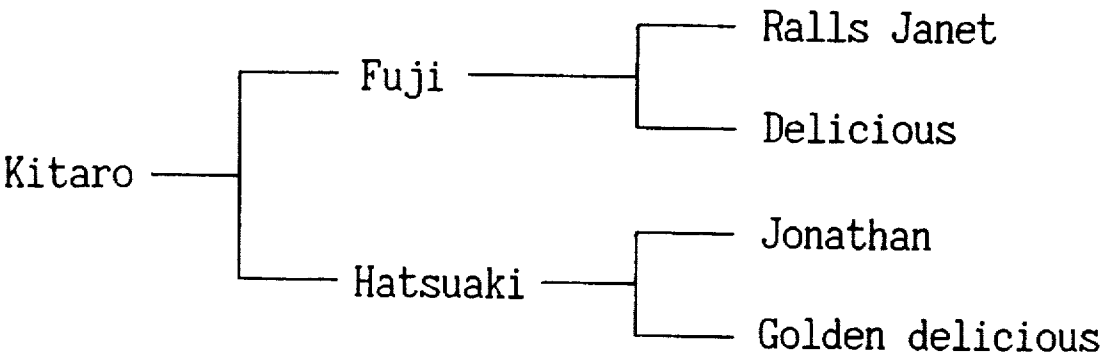 Ralls Janet
Fuji
Delicious
Kitaro
Jonathan
Hatsuaki
Golden delicious